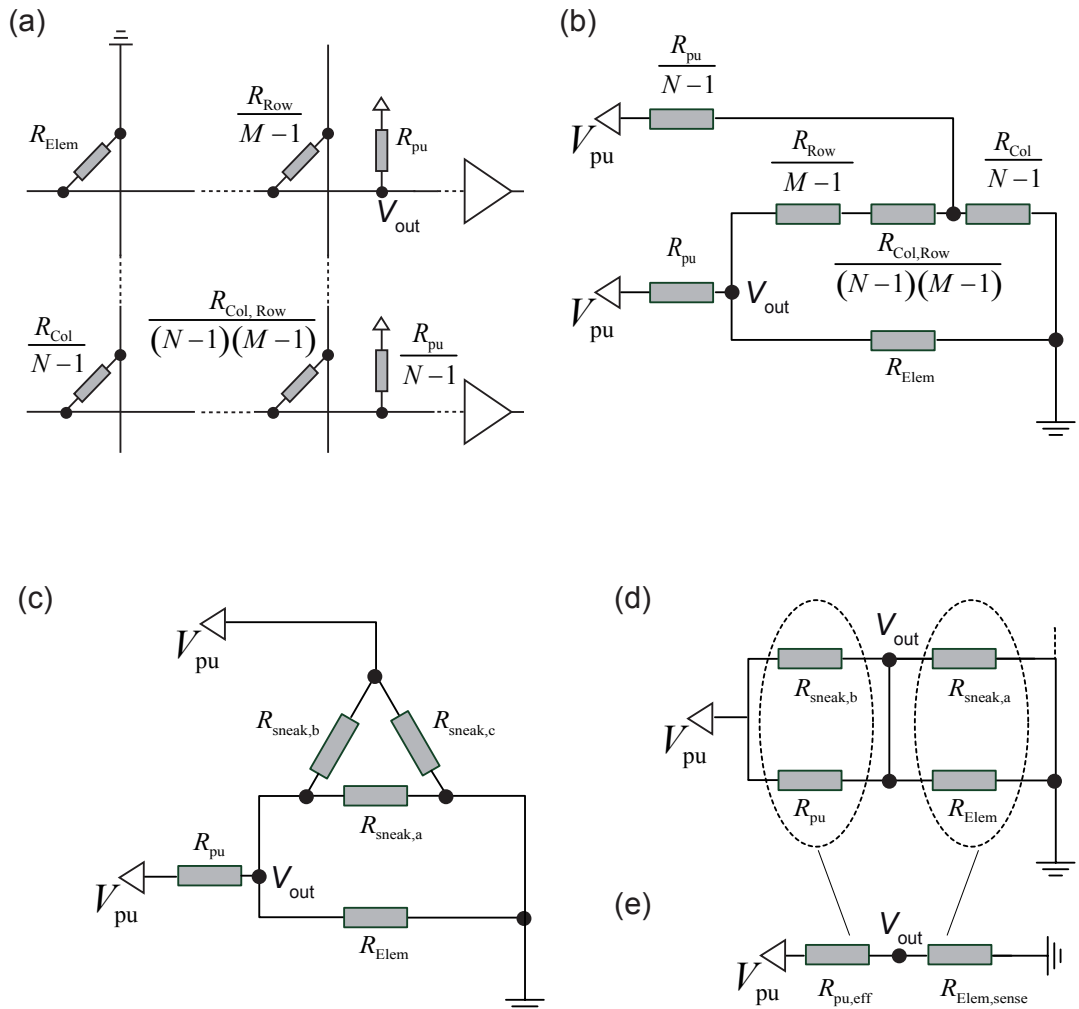 (a)
R_Elem
R_Row
M−1
R_pu
V_out
R_Col
N−1
R_Col, Row
(N−1)(M−1)
R_pu
N−1
(b)
R_pu
N−1
V_pu
R_Row
M−1
R_Col
N−1
R_Col,Row
(N−1)(M−1)
R_pu
V_pu
V_out
R_Elem
(c)
V_pu
R_sneak,b
R_sneak,c
R_sneak,a
R_pu
V_pu
V_out
R_Elem
(d)
V_out
R_sneak,b
R_sneak,a
V_pu
R_pu
R_Elem
(e)
V_out
V_pu
R_pu,eff
R_Elem,sense